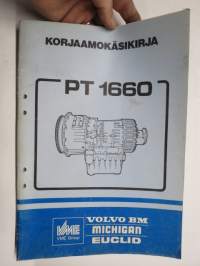 KORJAAMOKÄSIKIRJA
PT 1660
VME
VME Group
VOLVO BM
MICHIGAN
EUCLID